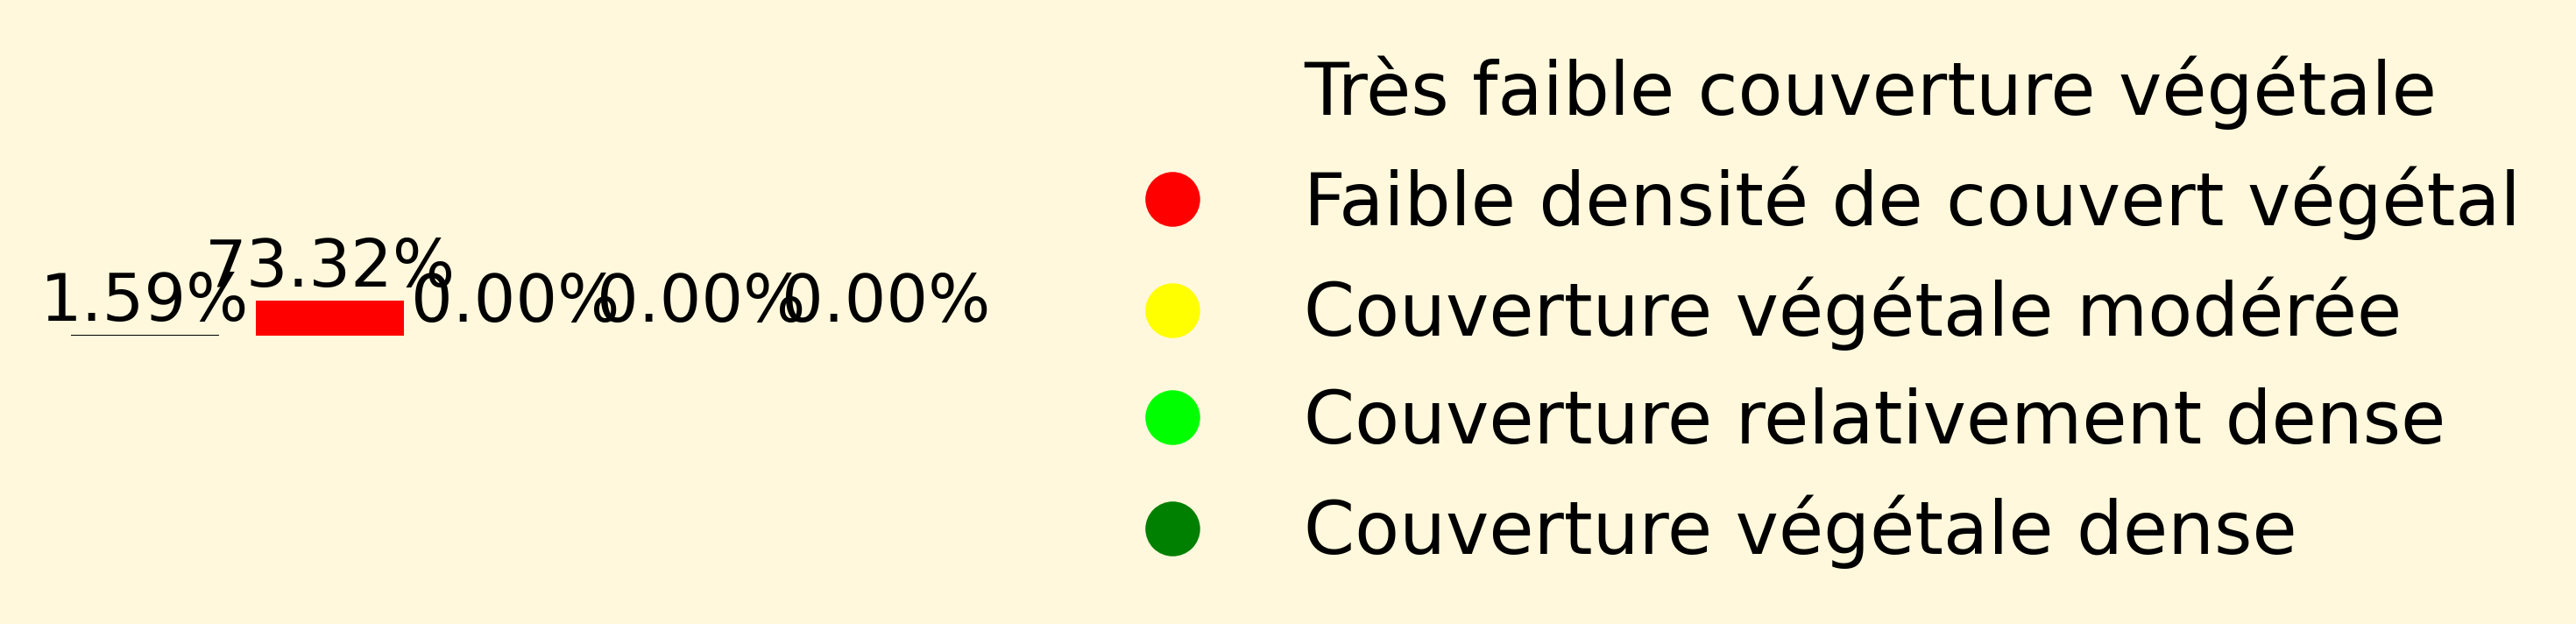 Très faible couverture végétale
Faible densité de couvert végétal
73.32%
1.59%
0.00%
0.00%
0.00%
Couverture végétale modérée
Couverture relativement dense
Couverture végétale dense